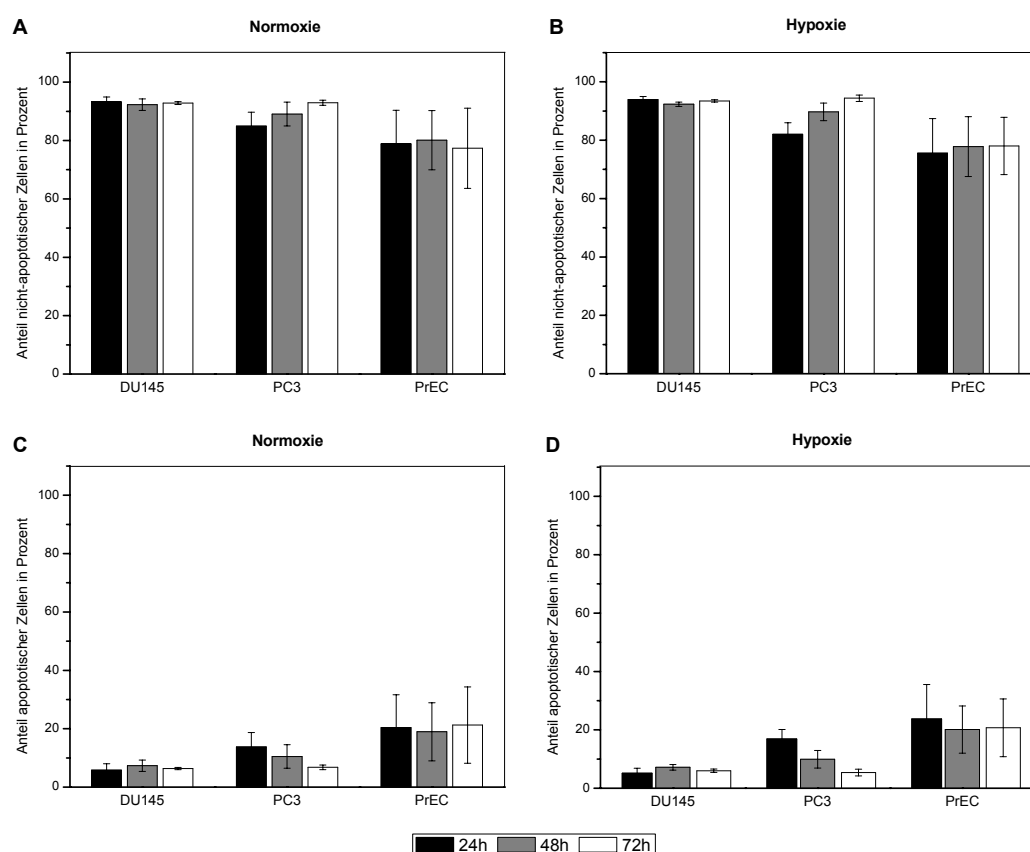 A
Normoxie
Anteil nicht-apoptotischer Zellen in Prozent
100
80
60
40
20
0
DU145
PC3
PrEC
B
Hypoxie
Anteil nicht-apoptotischer Zellen in Prozent
100
80
60
40
20
0
DU145
PC3
PrEC
C
Normoxie
Anteil apoptotischer Zellen in Prozent
100
80
60
40
20
0
DU145
PC3
PrEC
D
Hypoxie
Anteil apoptotischer Zellen in Prozent
100
80
60
40
20
0
DU145
PC3
PrEC
24h 48h 72h